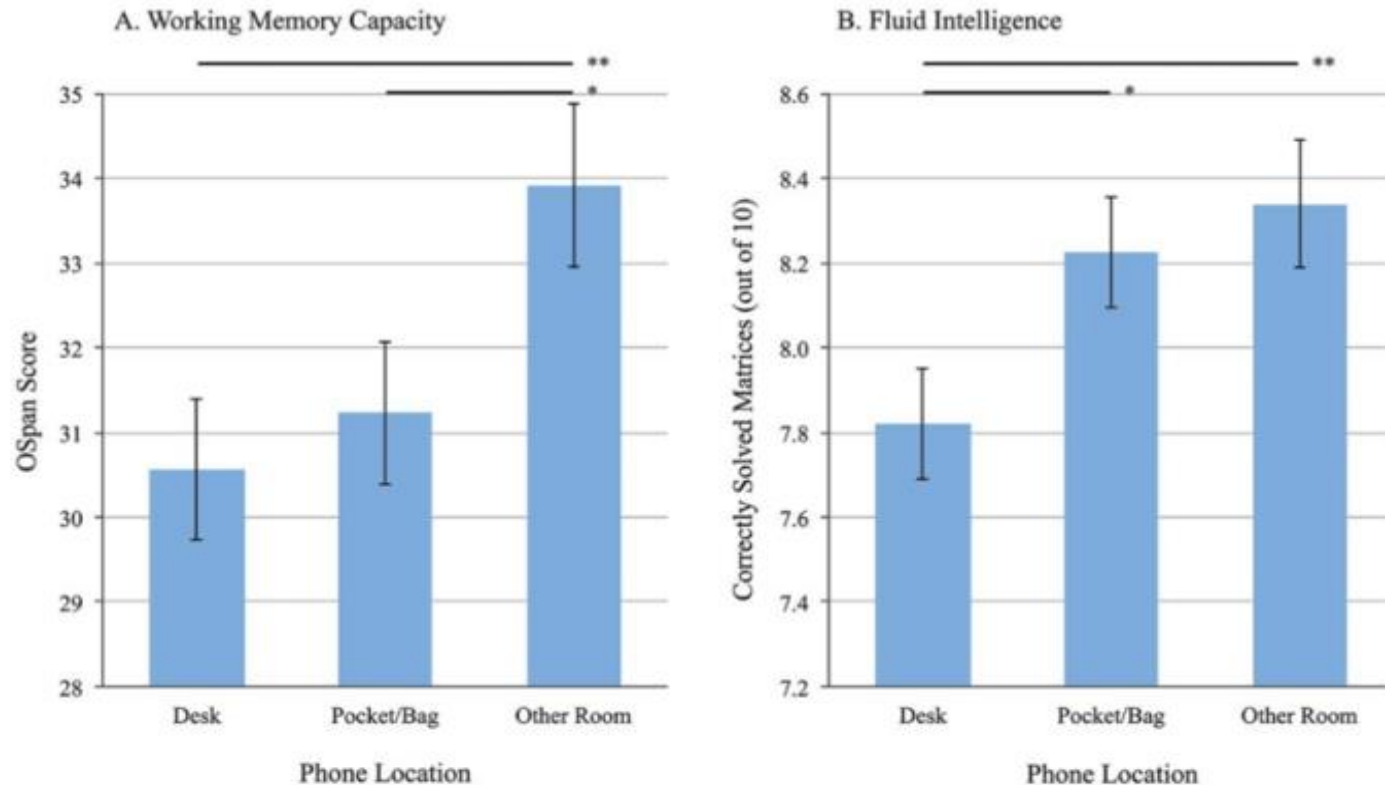 A. Working Memory Capacity
**
*
35
34
33
32
31
30
29
28
OSpan Score
Desk Pocket/Bag Other Room
Phone Location
B. Fluid Intelligence
**
*
8.6
8.4
8.2
8.0
7.8
7.6
7.4
7.2
Correctly Solved Matrices (out of 10)
Desk Pocket/Bag Other Room
Phone Location